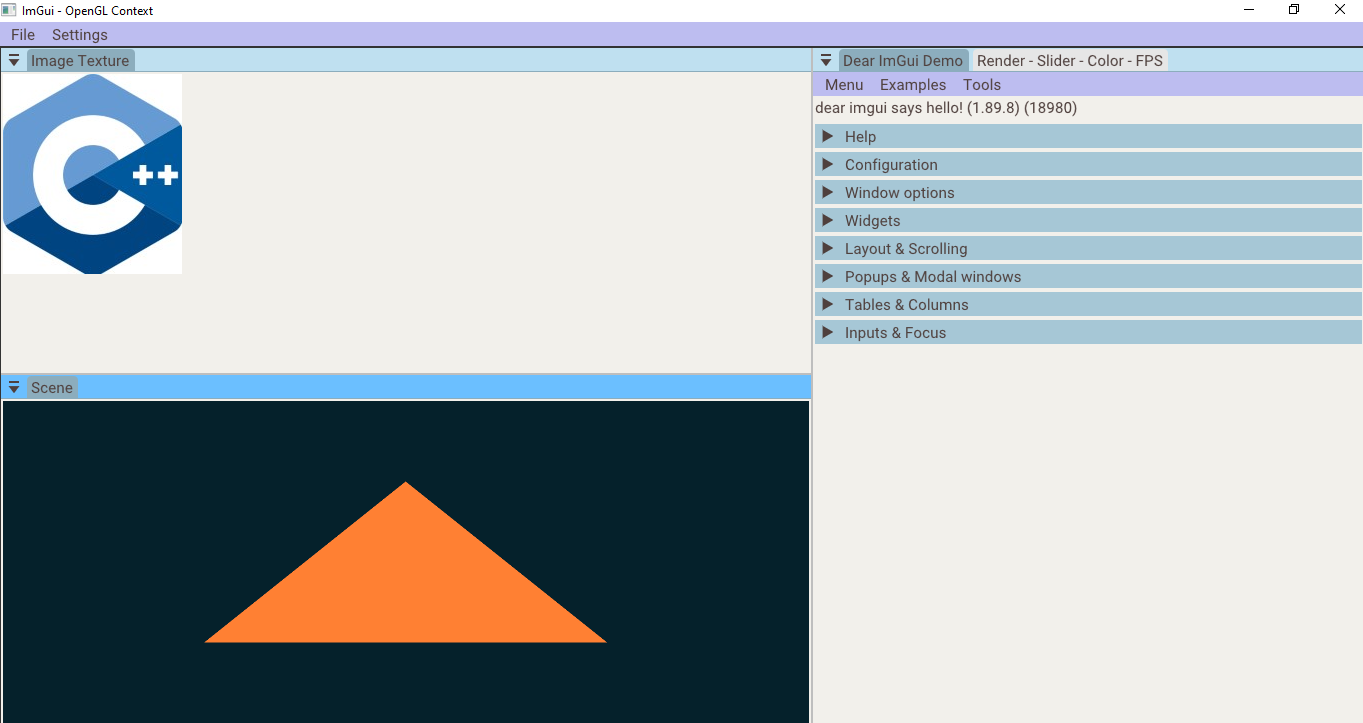 ImGui - OpenGL Context
File Settings
Image Texture
C ++
Scene
Dear ImGui Demo Render - Slider - Color - FPS
Menu Examples Tools
dear imgui says hello! (1.89.8) (18980)
Help
Configuration
Window options
Widgets
Layout & Scrolling
Popups & Modal windows
Tables & Columns
Inputs & Focus